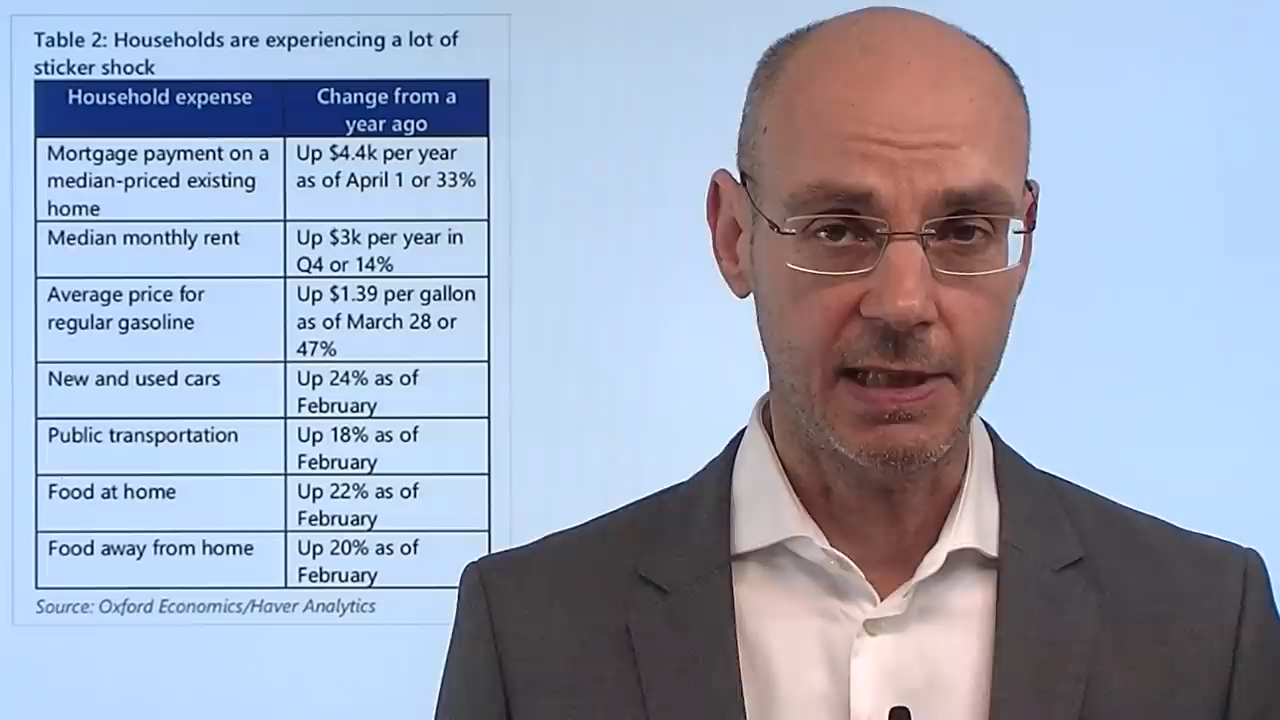 Table 2: Households are experiencing a lot of
sticker shock
Household expense
Change from a
year ago
Mortgage payment on a
median-priced existing
home
Up $4.4k per year
as of April 1 or 33%
Median monthly rent
Up $3k per year in
Q4 or 14%
Average price for
regular gasoline
Up $1.39 per gallon
as of March 28 or
47%
New and used cars
Up 24% as of
February
Public transportation
Up 18% as of
February
Food at home
Up 22% as of
February
Food away from home
Up 20% as of
February
Source: Oxford Economics/Haver Analytics